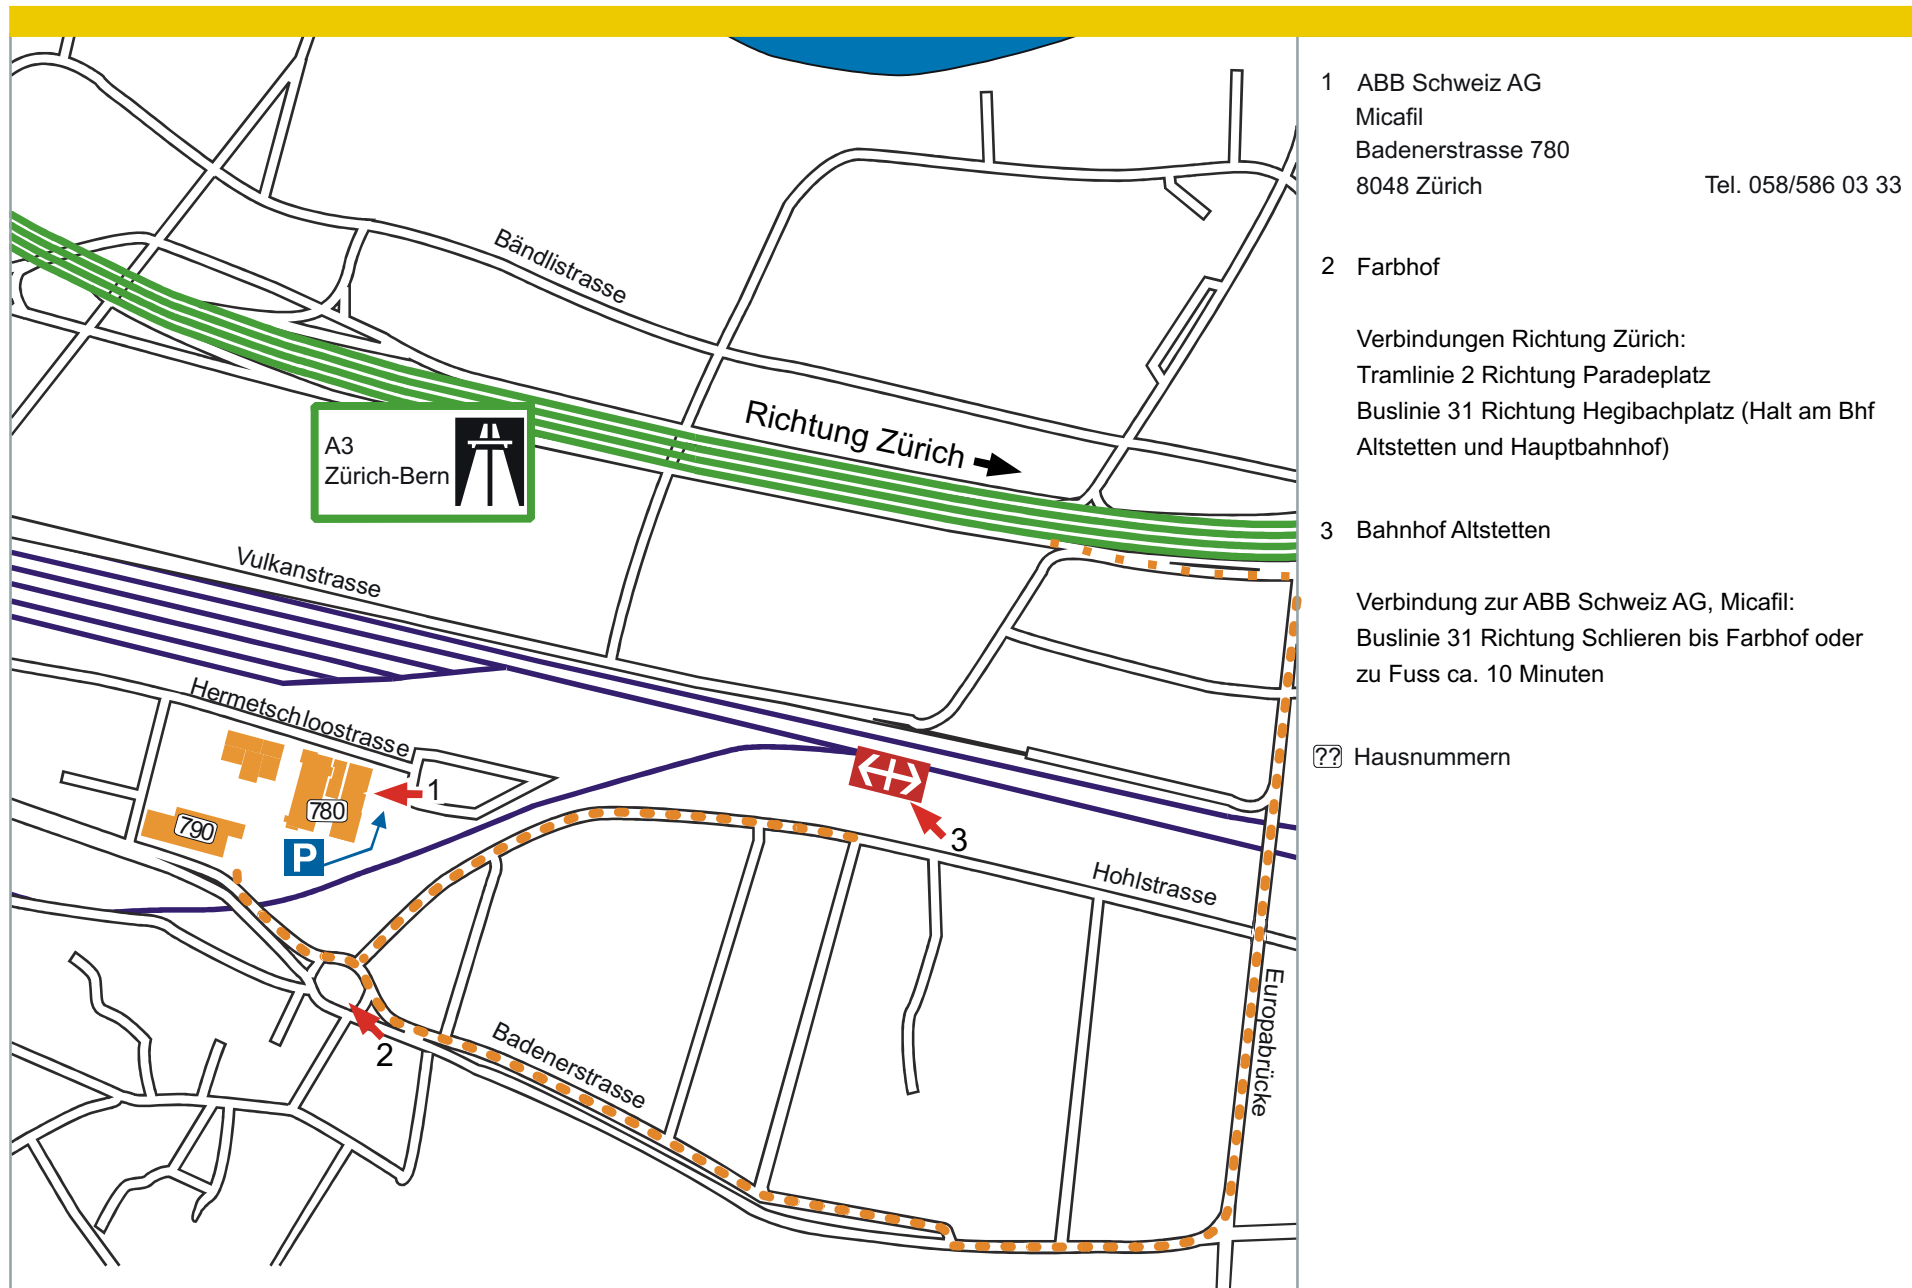 Bändlistrasse
Richtung Zürich
A3
Zürich-Bern
Vulkanstrasse
Hermetschloostrasse
1
780
790
P
3
Hohlstrasse
2
Badenerstrasse
Europabrücke
1 ABB Schweiz AG
Micafil
Badenerstrasse 780
8048 Zürich Tel. 058/586 03 33
2 Farbhof
Verbindungen Richtung Zürich:
Tramlinie 2 Richtung Paradeplatz
Buslinie 31 Richtung Hegibachplatz (Halt am Bhf
Altstetten und Hauptbahnhof)
3 Bahnhof Altstetten
Verbindung zur ABB Schweiz AG, Micafil:
Buslinie 31 Richtung Schlieren bis Farbhof oder
zu Fuss ca. 10 Minuten
?? Hausnummern